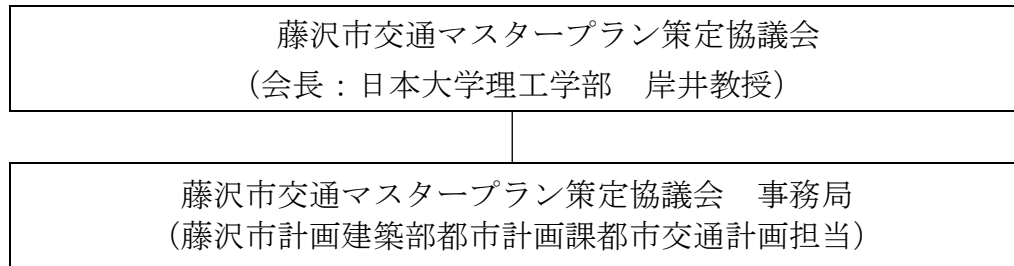 藤沢市交通マスタープラン策定協議会
（会長：日本大学理工学部　岸井教授）
藤沢市交通マスタープラン策定協議会　事務局
（藤沢市計画建築部都市計画課都市交通計画担当）